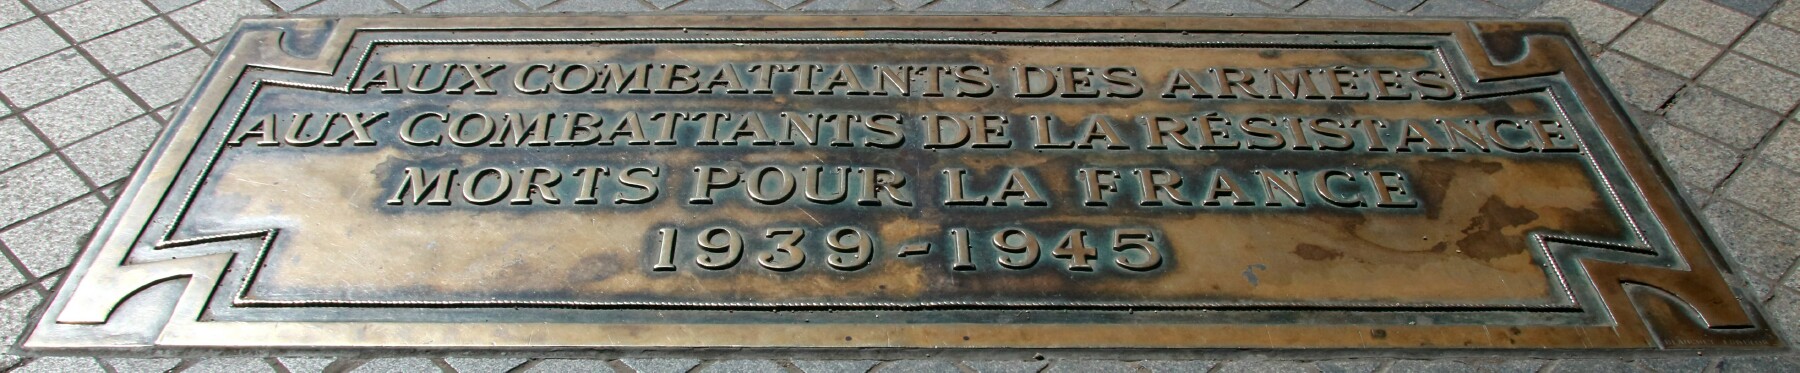 AUX COMBATTANTS DES ARMÉES
AUX COMBATTANTS DE LA RÉSISTANCE
MORTS POUR LA FRANCE
1939-1945